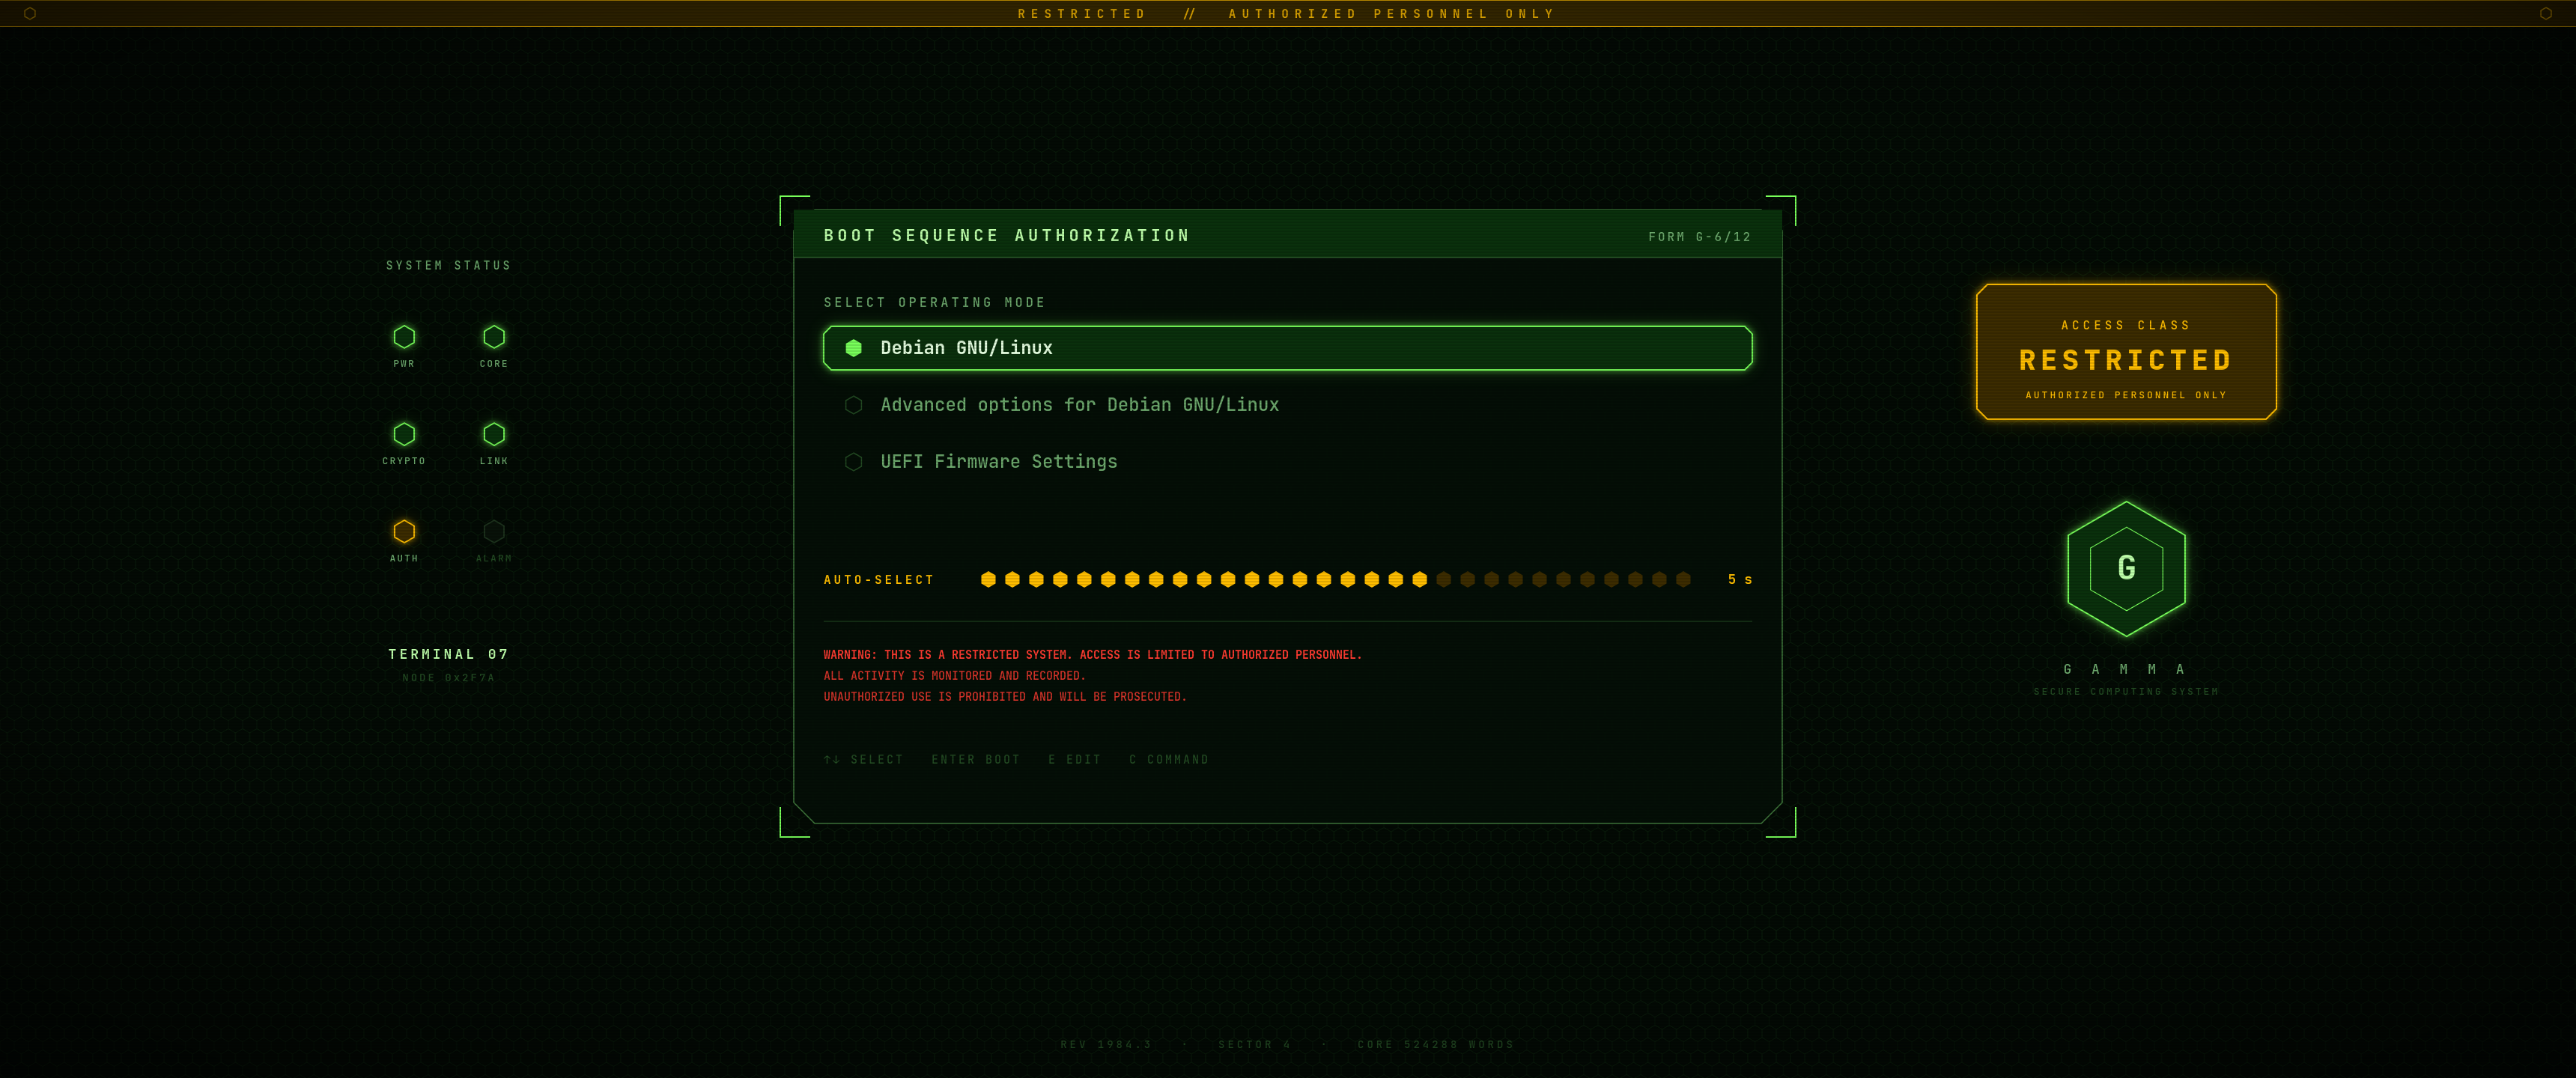 RESTRICTED // AUTHORIZED PERSONNEL ONLY
SYSTEM STATUS
PWR CORE
CRYPTO LINK
AUTH ALARM
TERMINAL 07
NODE 0x2F7A
BOOT SEQUENCE AUTHORIZATION FORM G-6/12
SELECT OPERATING MODE
Debian GNU/Linux
Advanced options for Debian GNU/Linux
UEFI Firmware Settings
AUTO-SELECT 5 s
WARNING: THIS IS A RESTRICTED SYSTEM. ACCESS IS LIMITED TO AUTHORIZED PERSONNEL.
ALL ACTIVITY IS MONITORED AND RECORDED.
UNAUTHORIZED USE IS PROHIBITED AND WILL BE PROSECUTED.
↑↓ SELECT ENTER BOOT E EDIT C COMMAND
ACCESS CLASS
RESTRICTED
AUTHORIZED PERSONNEL ONLY
G
GAMMA
SECURE COMPUTING SYSTEM
REV 1984.3 · SECTOR 4 · CORE 524288 WORDS